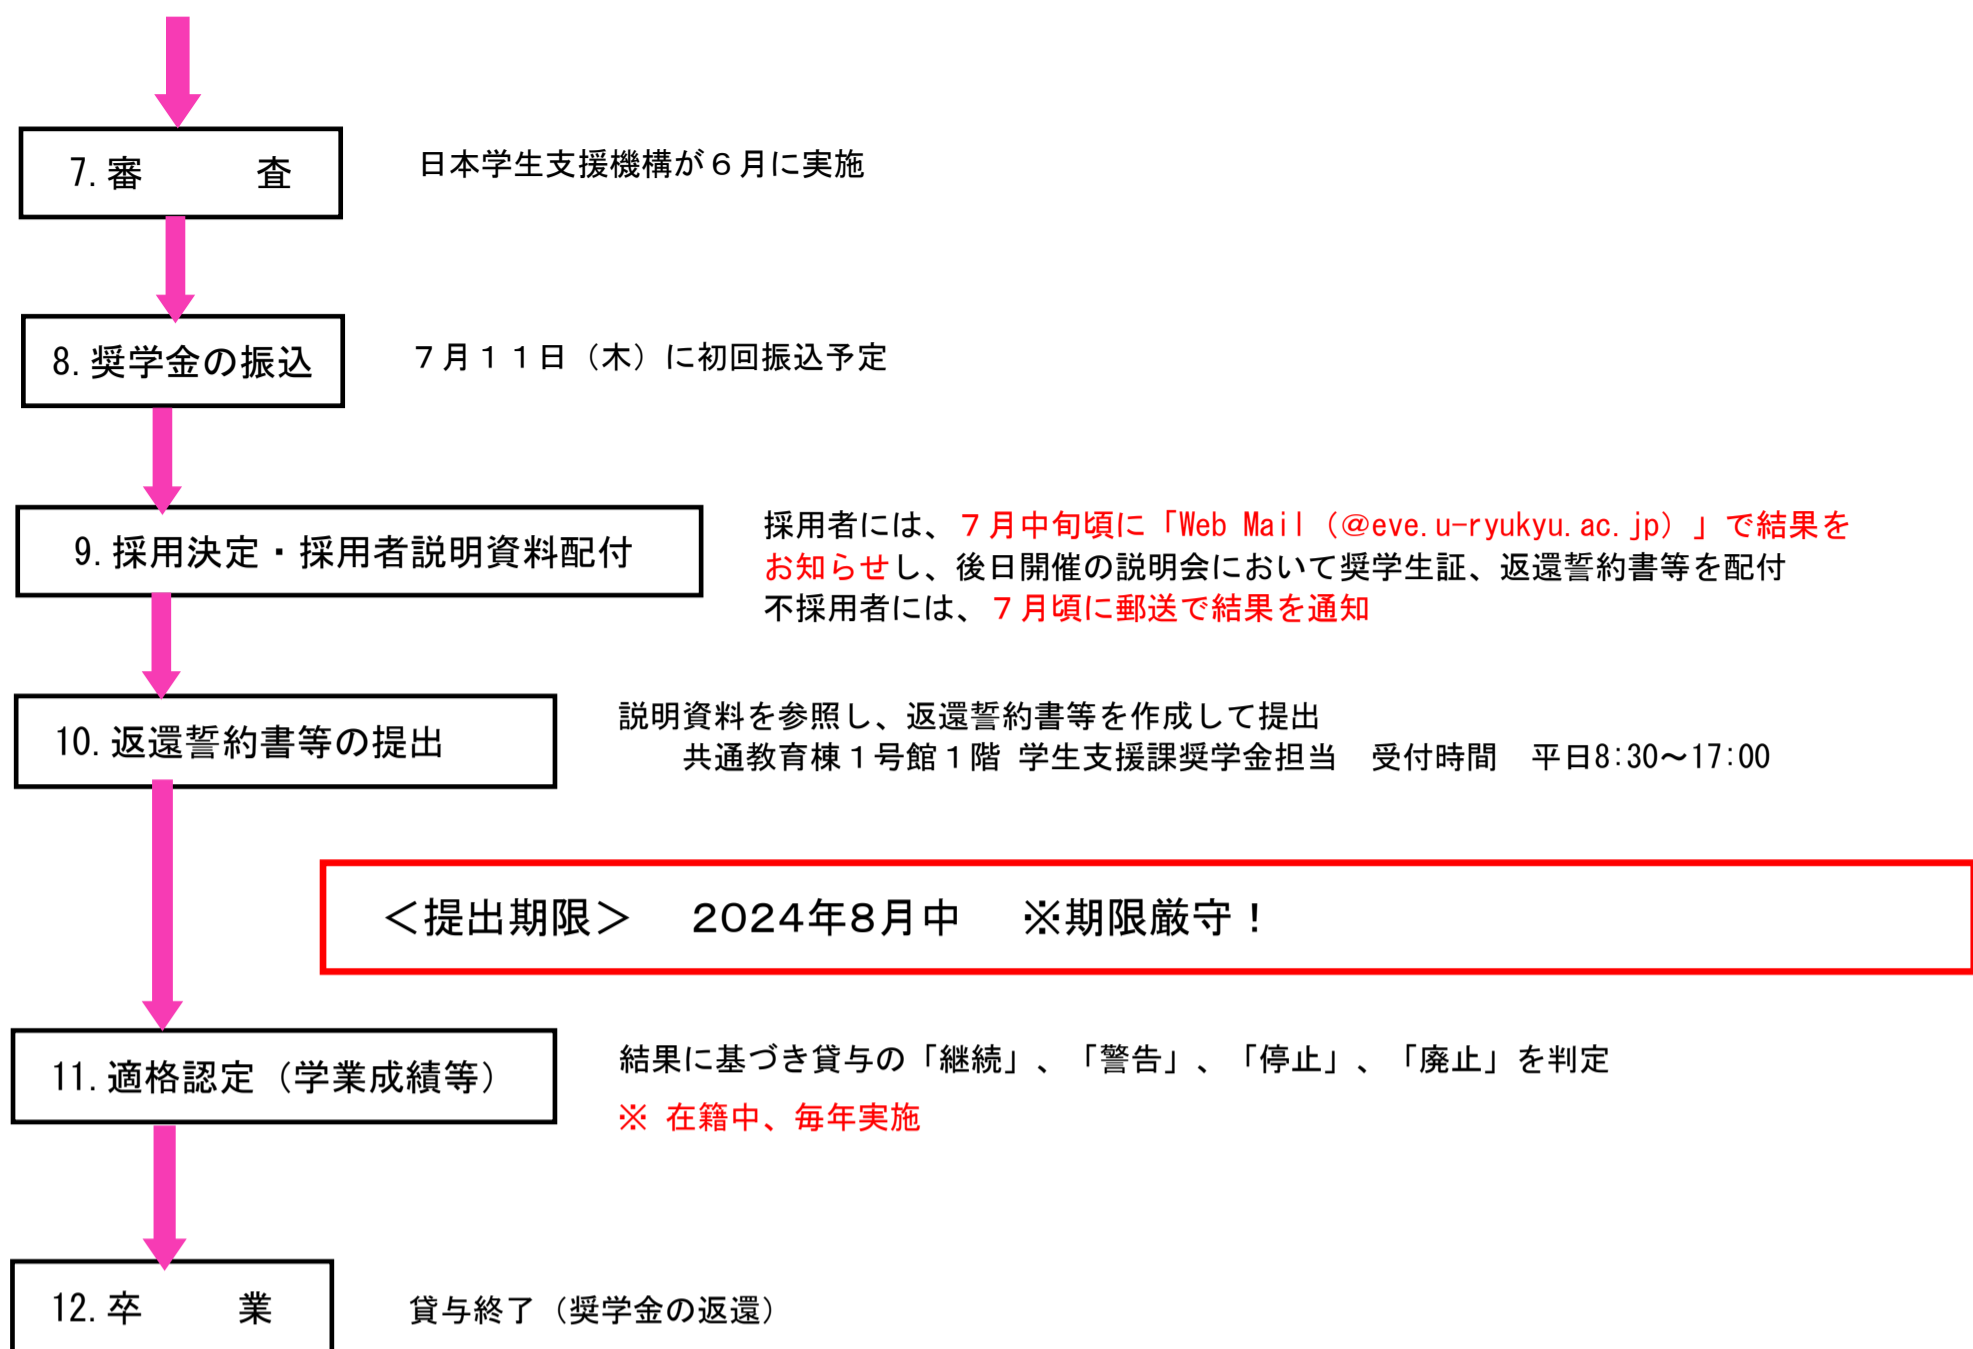 7.審　　　査
日本学生支援機構が６月に実施
8.奨学金の振込
７月１１日（木）に初回振込予定
9.採用決定・採用者説明資料配付
採用者には、７月中旬頃に「Web Mail（@eve.u-ryukyu.ac.jp）」で結果を
お知らせし、後日開催の説明会において奨学生証、返還誓約書等を配付
不採用者には、７月頃に郵送で結果を通知
10.返還誓約書等の提出
説明資料を参照し、返還誓約書等を作成して提出
共通教育棟１号館１階 学生支援課奨学金担当　受付時間　平日8:30～17:00
＜提出期限＞　2024年8月中　※期限厳守！
11.適格認定（学業成績等）
結果に基づき貸与の「継続」、「警告」、「停止」、「廃止」を判定
※ 在籍中、毎年実施
12.卒　　　業
貸与終了（奨学金の返還）